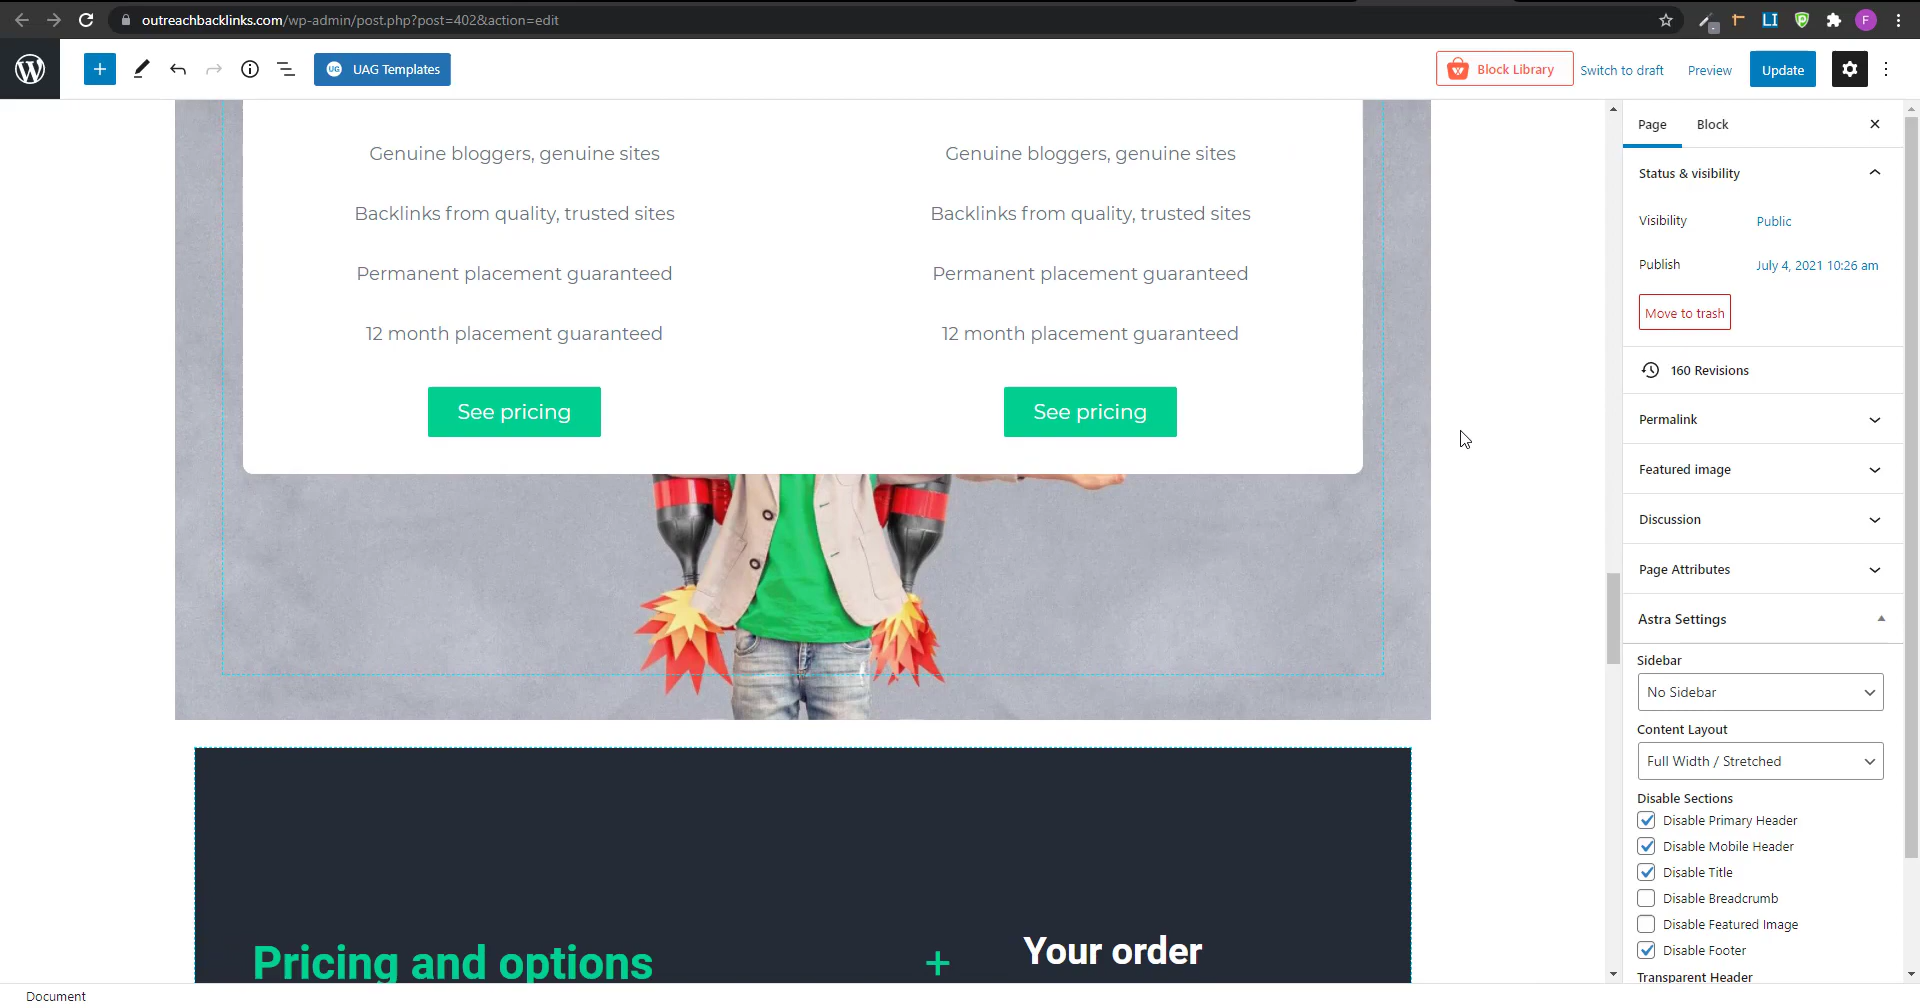 outreachbacklinks.com/wp-admin/post.php?post=402&action=edit
LI
F
UG UAG Templates
Block Library
Switch to draft
Preview
Update
Page
Block
Genuine bloggers, genuine sites
Genuine bloggers, genuine sites
Backlinks from quality, trusted sites
Backlinks from quality, trusted sites
Permanent placement guaranteed
Permanent placement guaranteed
12 month placement guaranteed
12 month placement guaranteed
See pricing
See pricing
Pricing and options
+
Your order
Status & visibility
Visibility Public
Publish July 4, 2021 10:26 am
Move to trash
160 Revisions
Permalink
Featured image
Discussion
Page Attributes
Astra Settings
Sidebar
No Sidebar
Content Layout
Full Width / Stretched
Disable Sections
Disable Primary Header
Disable Mobile Header
Disable Title
Disable Breadcrumb
Disable Featured Image
Disable Footer
Transparent Header
Document